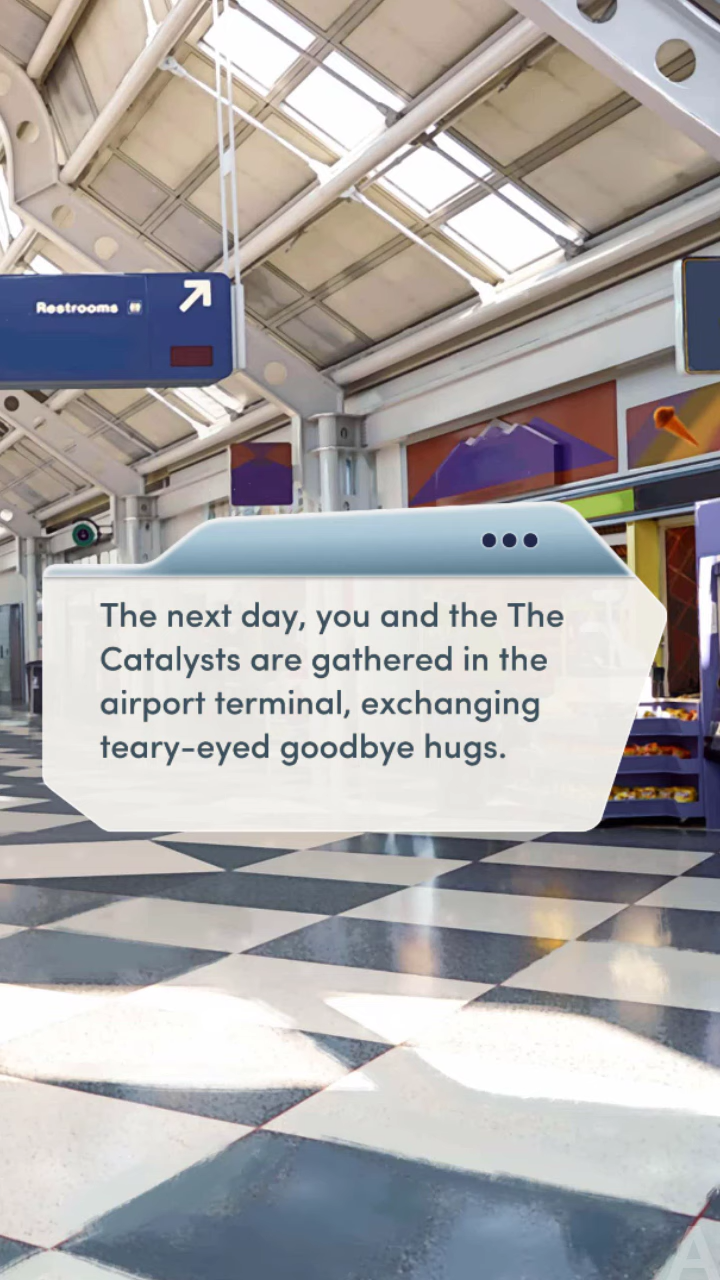 Restrooms
The next day, you and the The
Catalysts are gathered in the
airport terminal, exchanging
teary-eyed goodbye hugs.